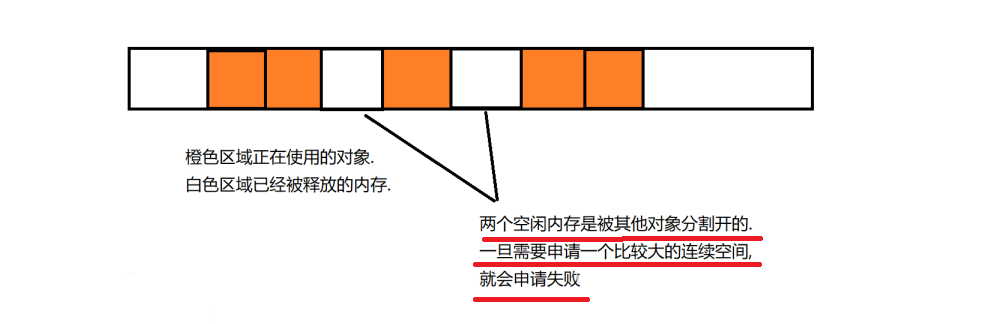 橙色区域正在使用的对象.
白色区域已经被释放的内存.
两个空闲内存是被其他对象分割开的.
一旦需要申请一个比较大的连续空间,
就会申请失败